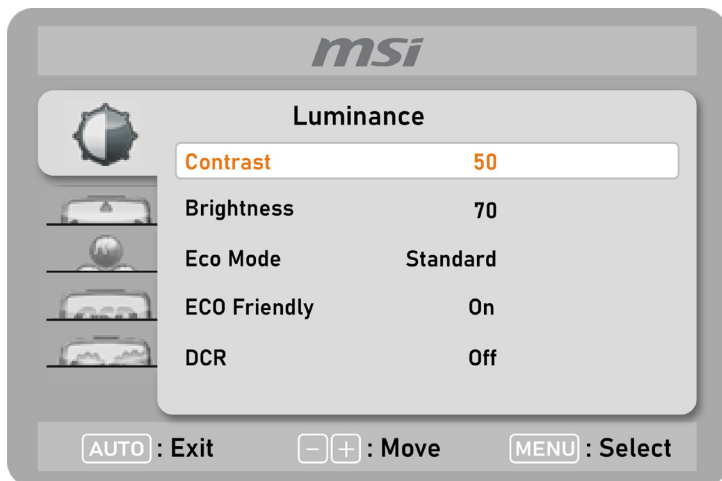 msi
Luminance
Contrast 50
Brightness 70
Eco Mode Standard
ECO Friendly On
DCR Off
AUTO : Exit - + : Move MENU : Select